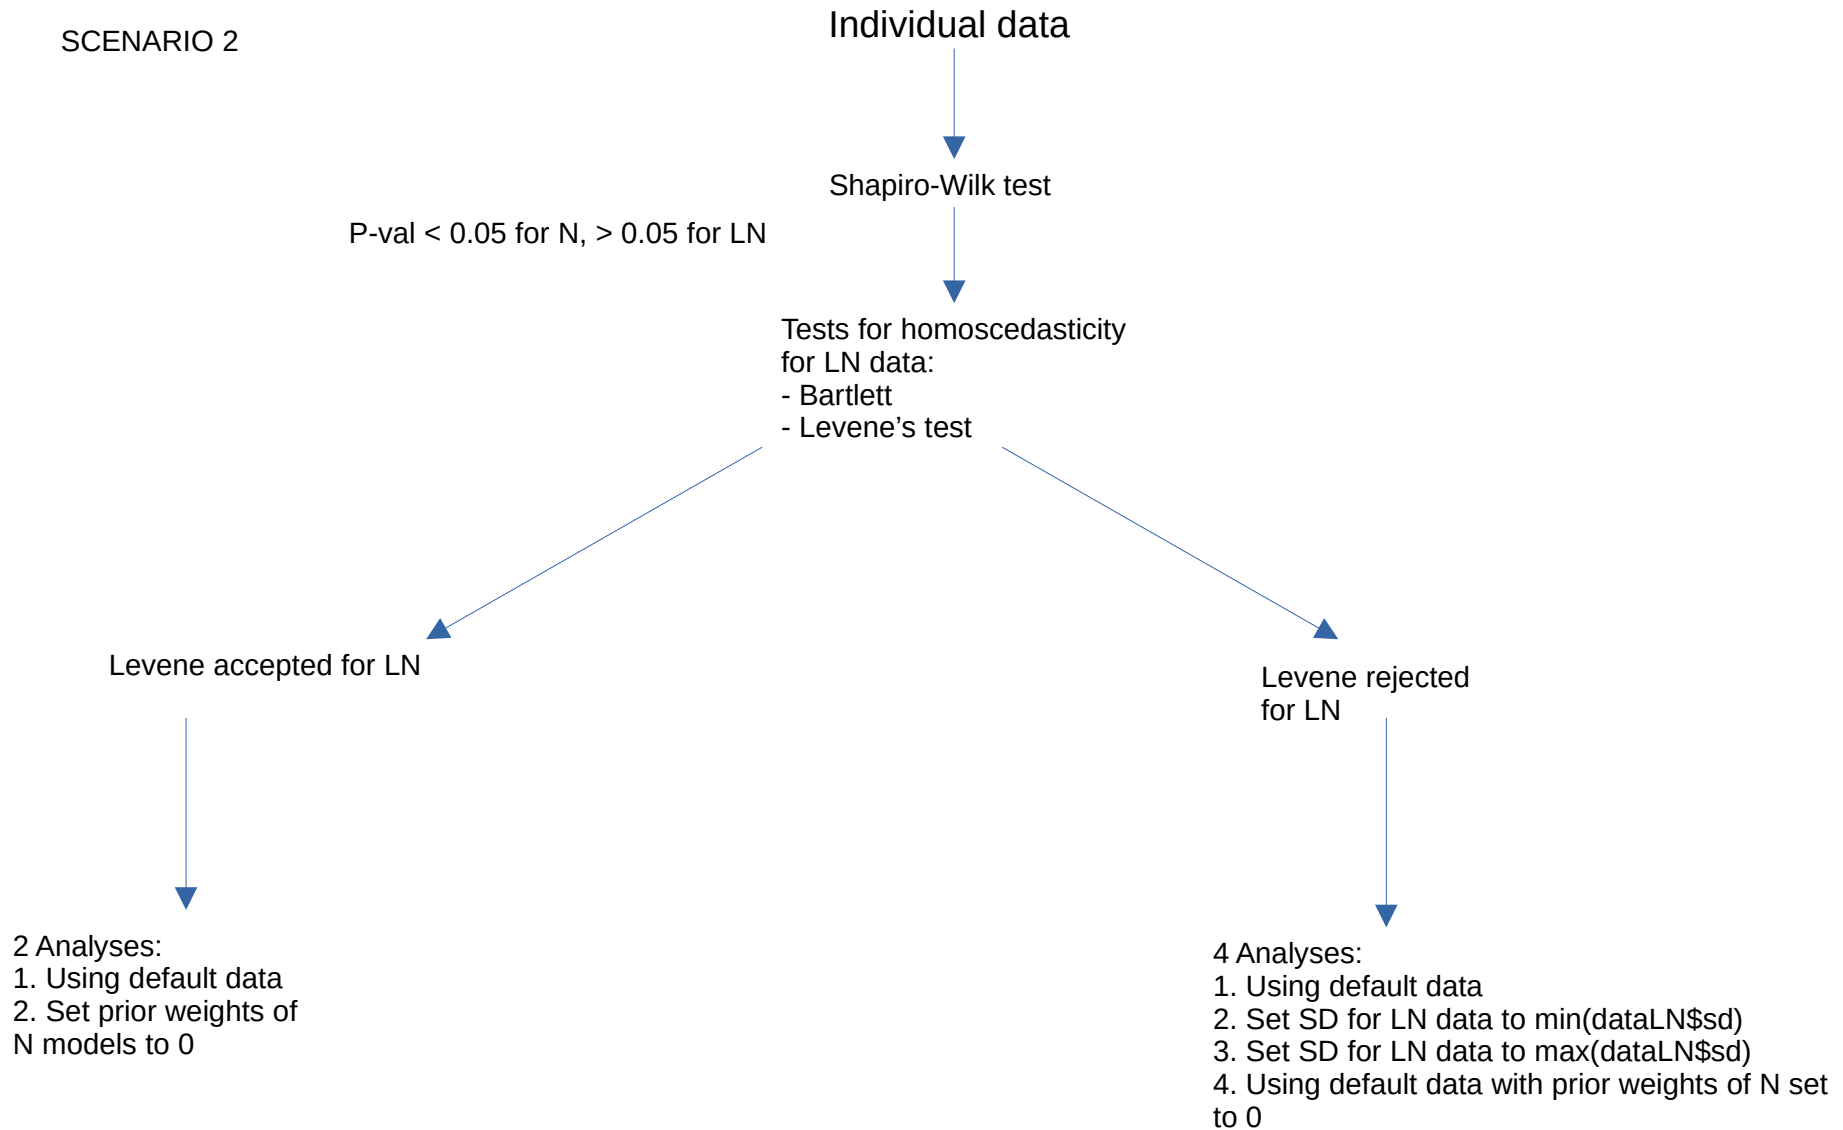 SCENARIO 2
Individual data
Shapiro-Wilk test
P-val < 0.05 for N, > 0.05 for LN
Tests for homoscedasticity
for LN data:
- Bartlett
- Levene’s test
Levene accepted for LN
Levene rejected
for LN
2 Analyses:
1. Using default data
2. Set prior weights of
N models to 0
4 Analyses:
1. Using default data
2. Set SD for LN data to min(dataLN$sd)
3. Set SD for LN data to max(dataLN$sd)
4. Using default data with prior weights of N set
to 0